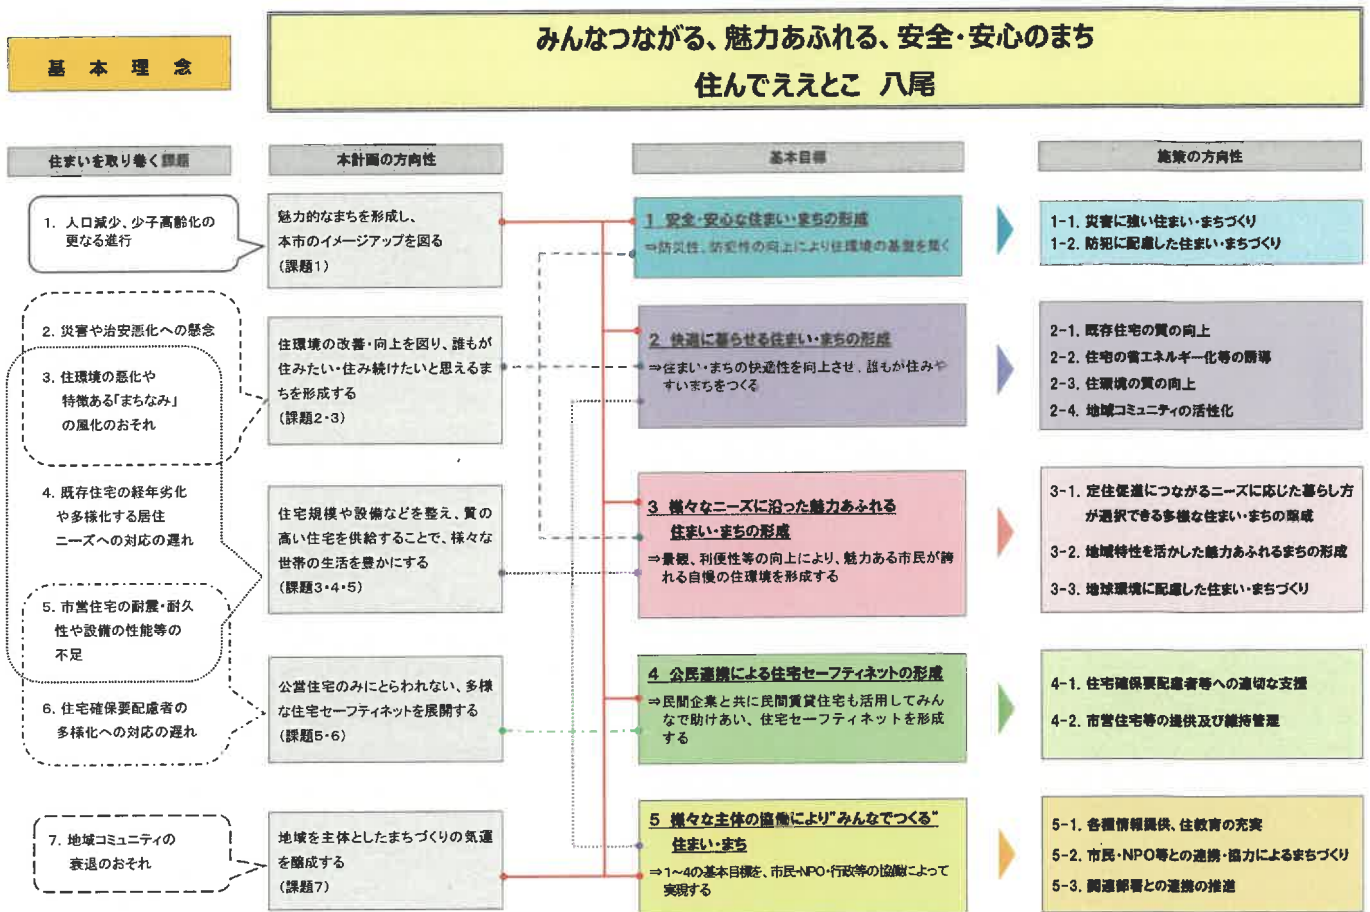 基本理念
みんなつながる、魅力あふれる、安全・安心のまち
住んでええとこ 八尾
住まいを取り巻く課題
本計画の方向性
基本目標
施策の方向性
1. 人口減少、少子高齢化の
更なる進行
2. 災害や治安悪化への懸念
3. 住環境の悪化や
特徴ある「まちなみ」
の風化のおそれ
4. 既存住宅の経年劣化
や多様化する居住
ニーズへの対応の遅れ
5. 市営住宅の耐震・耐久
性や設備の性能等の
不足
6. 住宅確保要配慮者の
多様化への対応の遅れ
7. 地域コミュニティの
衰退のおそれ
魅力的なまちを形成し、
本市のイメージアップを図る
(課題1)
住環境の改善・向上を図り、誰もが
住みたい・住み続けたいと思えるま
ちを形成する
(課題2・3)
住宅規模や設備などを整え、質の
高い住宅を供給することで、様々な
世帯の生活を豊かにする
(課題3・4・5)
公営住宅のみにとらわれない、多様
な住宅セーフティネットを展開する
(課題5・6)
地域を主体としたまちづくりの気運
を醸成する
(課題7)
1 安全・安心な住まい・まちの形成
⇒防災性、防犯性の向上により住環境の基盤を築く
2 快適に暮らせる住まい・まちの形成
⇒住まい・まちの快適性を向上させ、誰もが住みや
すいまちをつくる
3 様々なニーズに沿った魅力あふれる
住まい・まちの形成
⇒景観、利便性等の向上により、魅力ある市民が誇
れる自慢の住環境を形成する
4 公民連携による住宅セーフティネットの形成
⇒民間企業と共に民間賃貸住宅も活用してみん
なで助けあい、住宅セーフティネットを形成
する
5 様々な主体の協働により"みんなでつくる"
住まい・まち
⇒1~4の基本目標を、市民・NPO・行政等の協働によって
実現する
1-1. 災害に強い住まい・まちづくり
1-2. 防犯に配慮した住まい・まちづくり
2-1. 既存住宅の質の向上
2-2. 住宅の省エネルギー化等の誘導
2-3. 住環境の質の向上
2-4. 地域コミュニティの活性化
3-1. 定住促進につながるニーズに応じた暮らし方
が選択できる多様な住まい・まちの醸成
3-2. 地域特性を活かした魅力あふれるまちの形成
3-3. 地球環境に配慮した住まい・まちづくり
4-1. 住宅確保要配慮者等への適切な支援
4-2. 市営住宅等の提供及び維持管理
5-1. 各種情報提供、住教育の充実
5-2. 市民・NPO等との連携・協力によるまちづくり
5-3. 関連部署との連携の推進